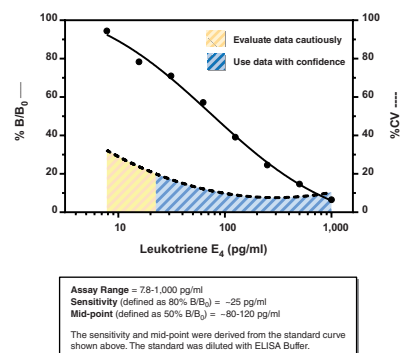 100
80
60
40
20
0
% B/B₀ —
Evaluate data cautiously
Use data with confidence
100
80
60
40
20
0
%CV ----
10
100
1,000
Leukotriene E₄ (pg/ml)
Assay Range = 7.8-1,000 pg/ml
Sensitivity (defined as 80% B/B₀) = ~25 pg/ml
Mid-point (defined as 50% B/B₀) = ~80-120 pg/ml
The sensitivity and mid-point were derived from the standard curve
shown above. The standard was diluted with ELISA Buffer.